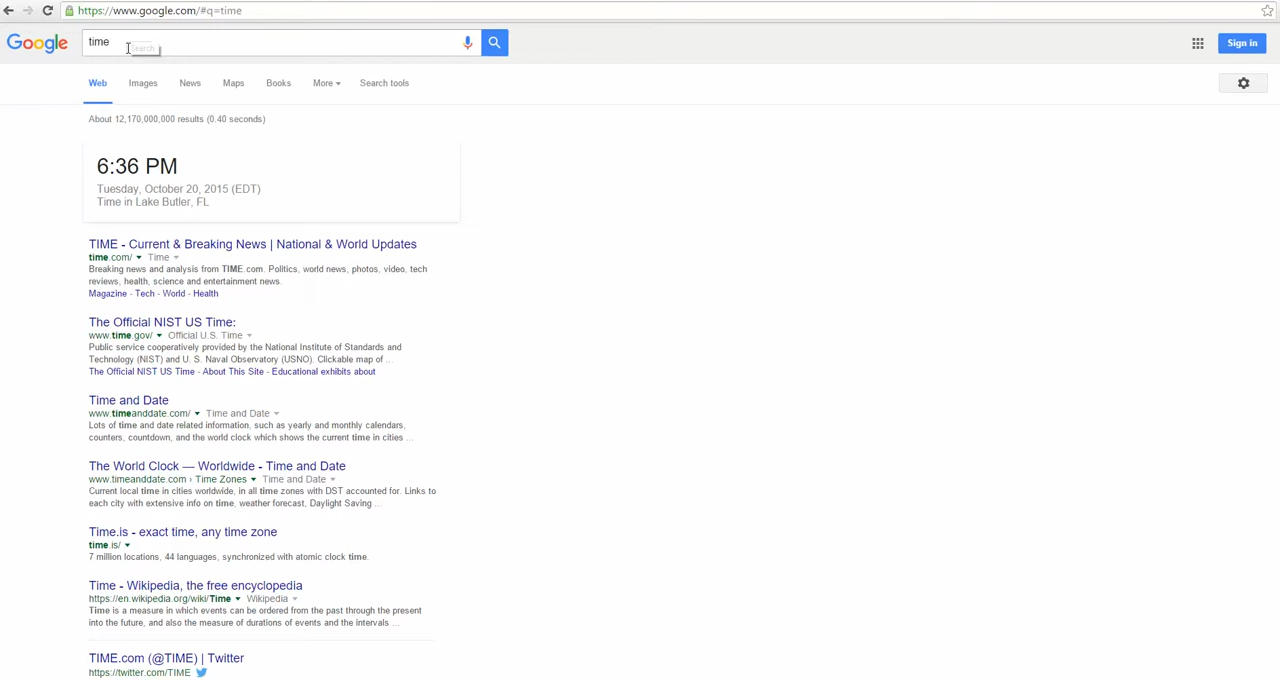 https://www.google.com/#q=time
Google
time
Search
Sign in
Web Images News Maps Books More Search tools
About 12,170,000,000 results (0.40 seconds)
6:36 PM
Tuesday, October 20, 2015 (EDT)
Time in Lake Butler, FL
TIME - Current & Breaking News | National & World Updates
time.com/ Time
Breaking news and analysis from TIME.com. Politics, world news, photos, video, tech
reviews, health, science and entertainment news.
Magazine - Tech - World - Health
The Official NIST US Time:
www.time.gov/ Official U.S. Time
Public service cooperatively provided by the National Institute of Standards and
Technology (NIST) and U. S. Naval Observatory (USNO). Clickable map of ...
The Official NIST US Time - About This Site - Educational exhibits about
Time and Date
www.timeanddate.com/ Time and Date
Lots of time and date related information, such as yearly and monthly calendars,
counters, countdown, and the world clock which shows the current time in cities ...
The World Clock — Worldwide - Time and Date
www.timeanddate.com › Time Zones Time and Date
Current local time in cities worldwide, in all time zones with DST accounted for. Links to
each city with extensive info on time, weather forecast, Daylight Saving ...
Time.is - exact time, any time zone
time.is/
7 million locations, 44 languages, synchronized with atomic clock time.
Time - Wikipedia, the free encyclopedia
https://en.wikipedia.org/wiki/Time Wikipedia
Time is a measure in which events can be ordered from the past through the present
into the future, and also the measure of durations of events and the intervals ...
TIME.com (@TIME) | Twitter
https://twitter.com/TIME